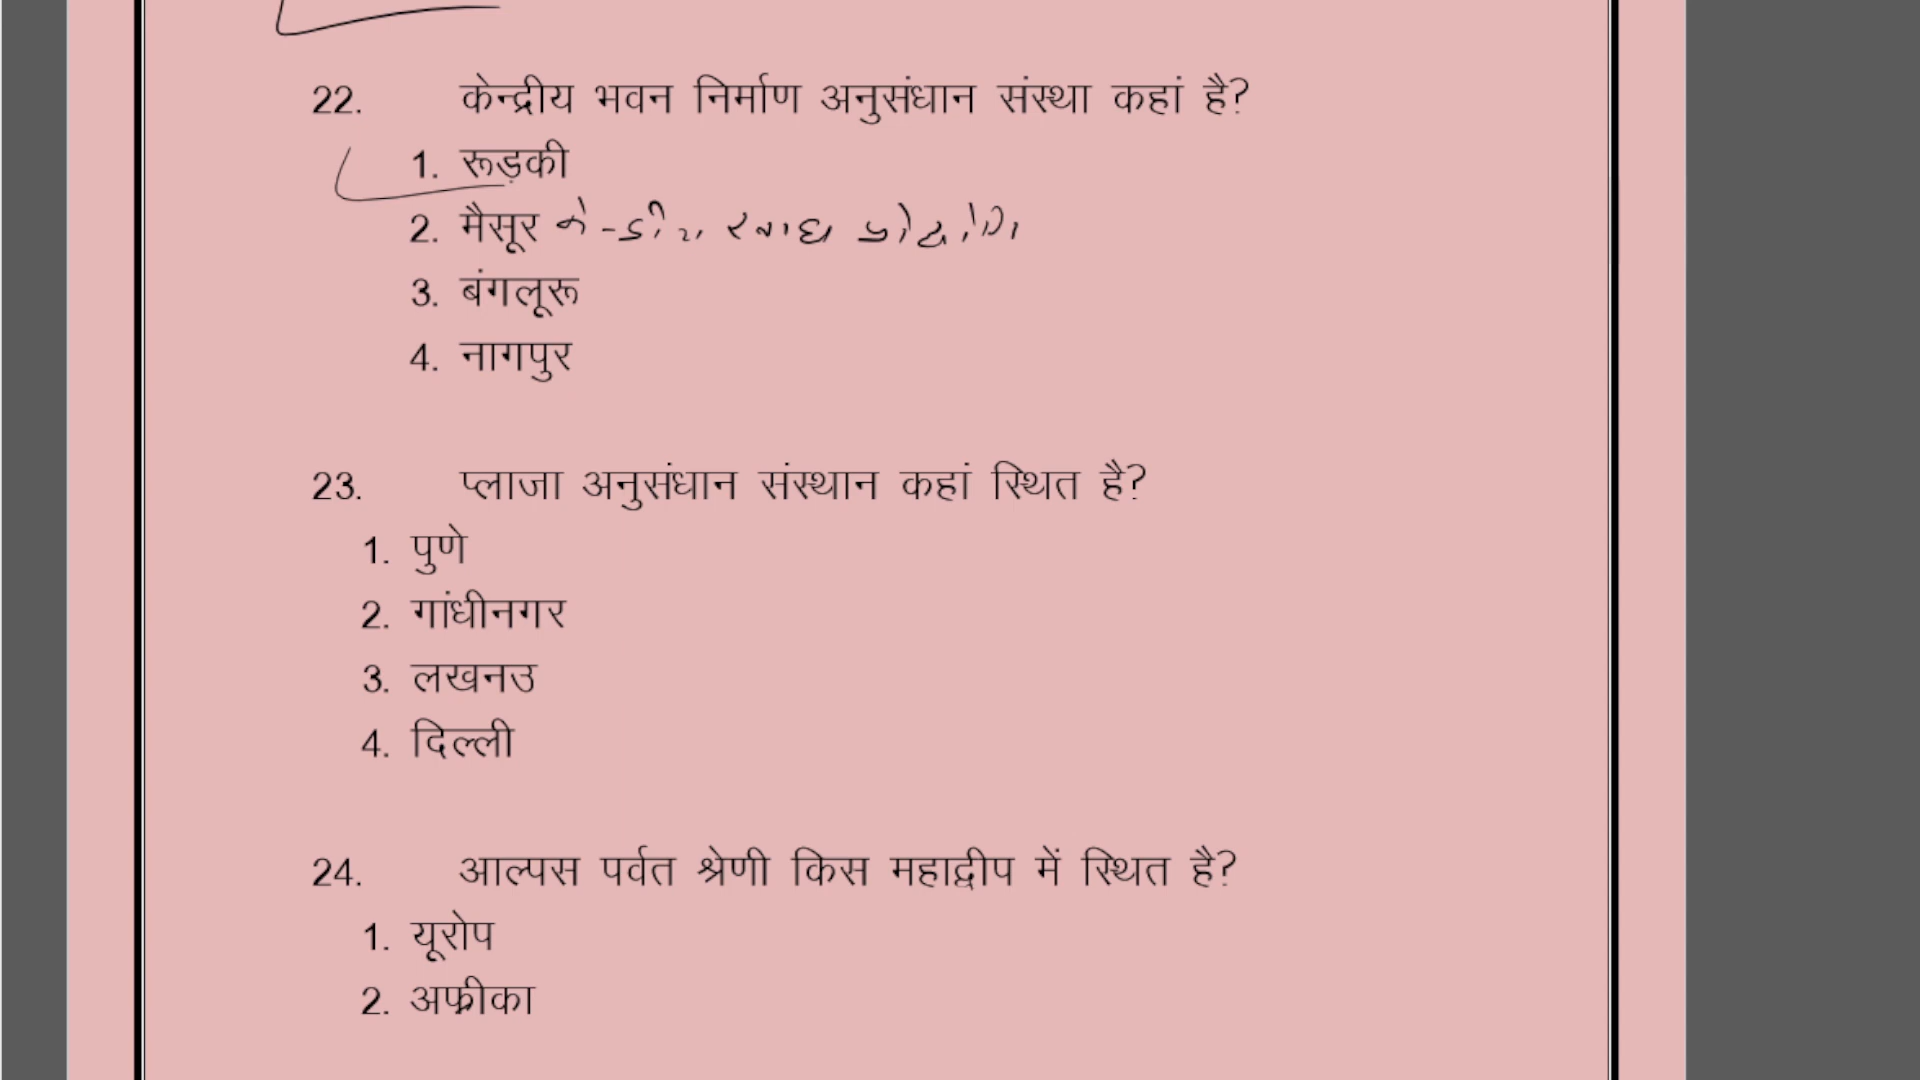 22. केन्द्रीय भवन निर्माण अनुसंधान संस्था कहां है?
1. रूड़की
2. मैसूर केन्द्रीय खाद्य प्रौद्योगि
3. बंगलूरू
4. नागपुर
23. प्लाजा अनुसंधान संस्थान कहां स्थित है?
1. पुणे
2. गांधीनगर
3. लखनउ
4. दिल्ली
24. आल्पस पर्वत श्रेणी किस महाद्वीप में स्थित है?
1. यूरोप
2. अफ्रीका